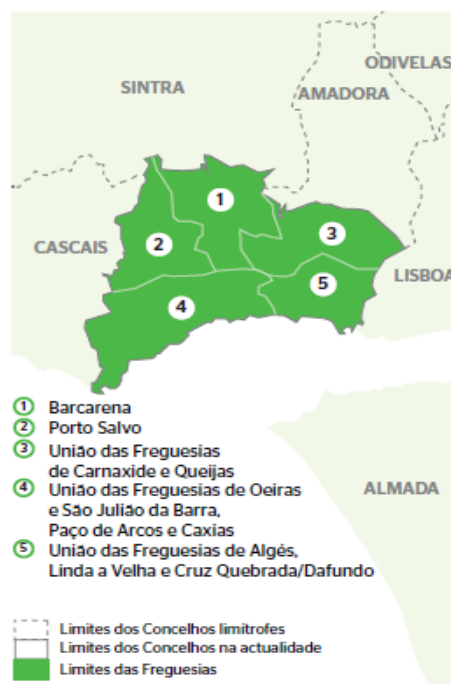 ODIVELAS
SINTRA
AMADORA
1
3
CASCAIS
2
LISBOA
5
4
1 Barcarena
2 Porto Salvo
3 União das Freguesias
de Carnaxide e Queijas
4 União das Freguesias de Oeiras
e São Julião da Barra,
Paço de Arcos e Caxias
ALMADA
5 União das Freguesias de Algés,
Linda a Velha e Cruz Quebrada/Dafundo
Limites dos Concelhos limítrofes
Limites dos Concelhos na actualidade
Limites das Freguesias